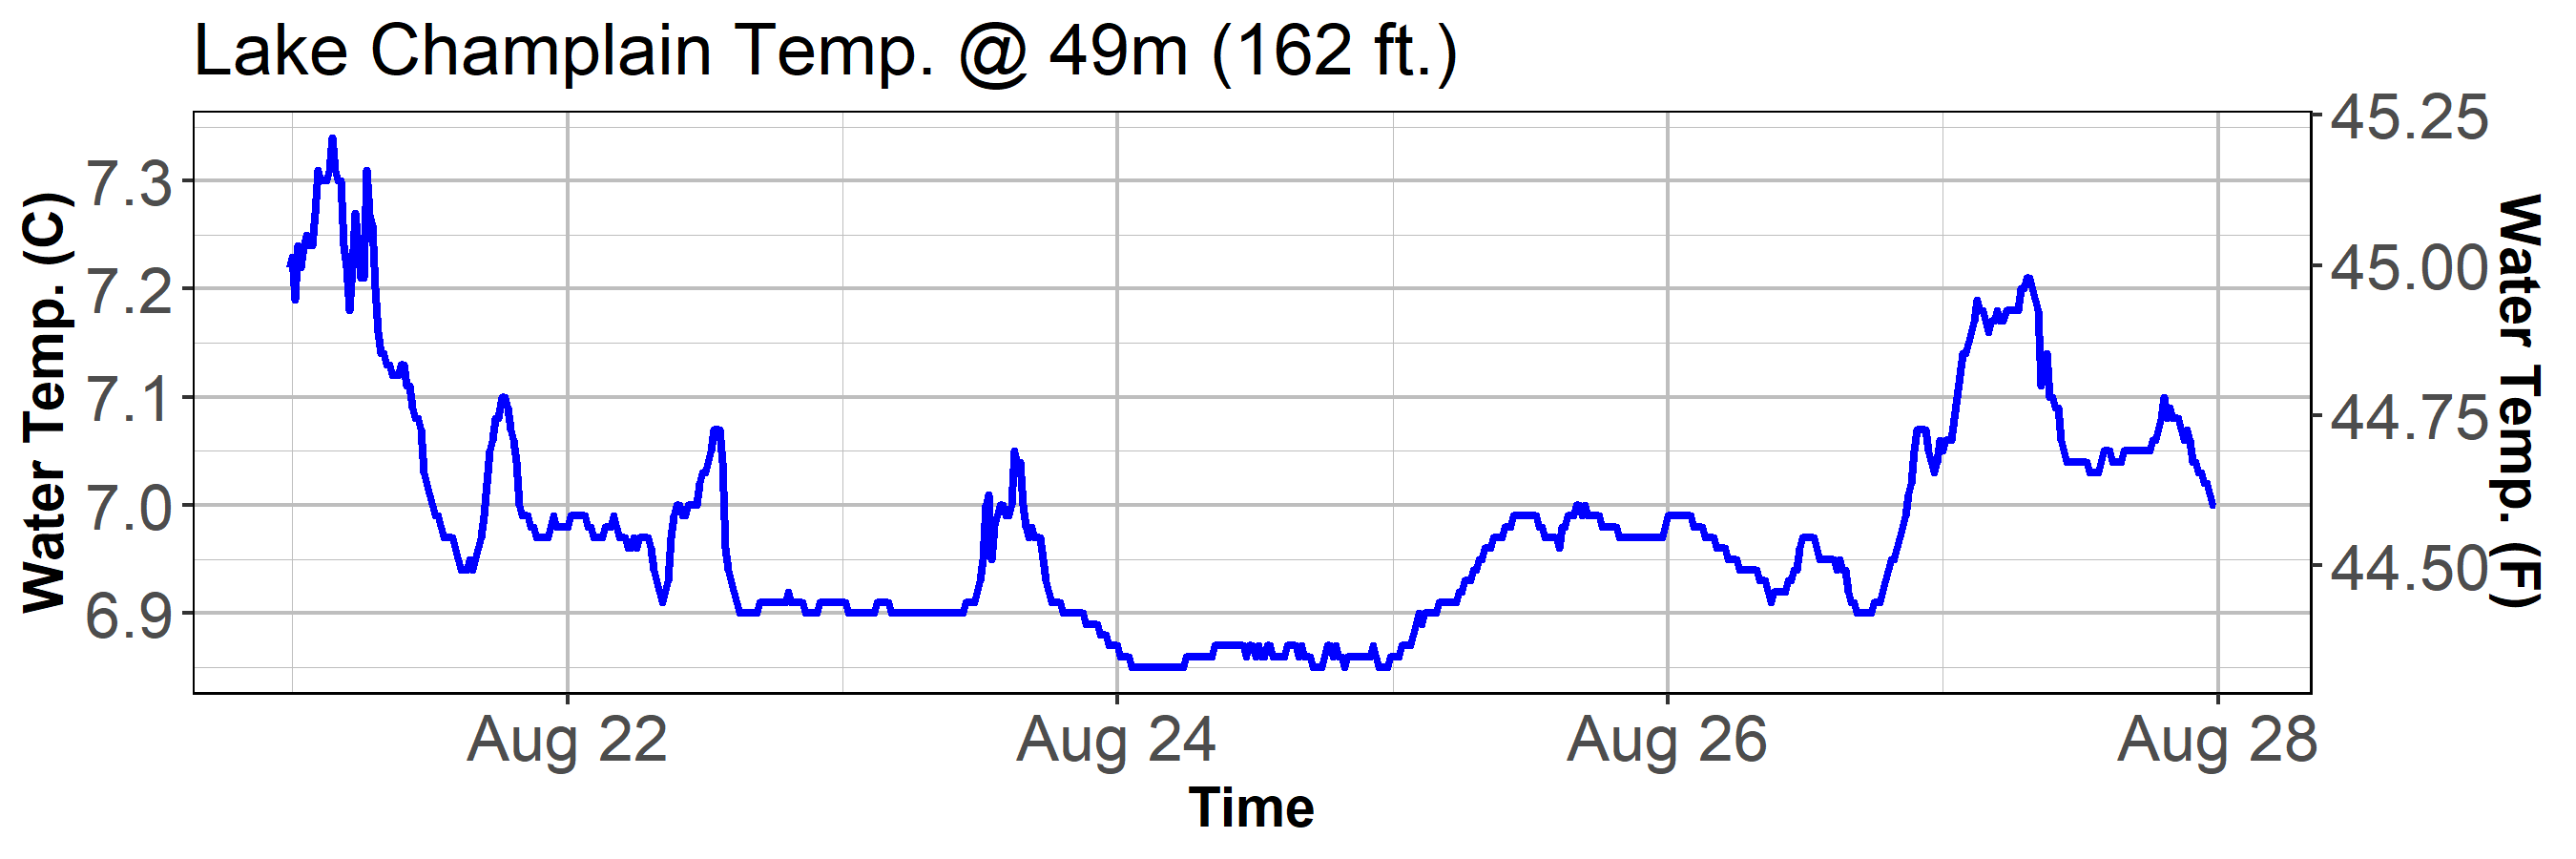 Lake Champlain Temp. @ 49m (162 ft.)
Water Temp. (C)
7.3
7.2
7.1
7.0
6.9
45.25
45.00
44.75
44.50
Water Temp. (F)
Aug 22
Aug 24
Aug 26
Aug 28
Time